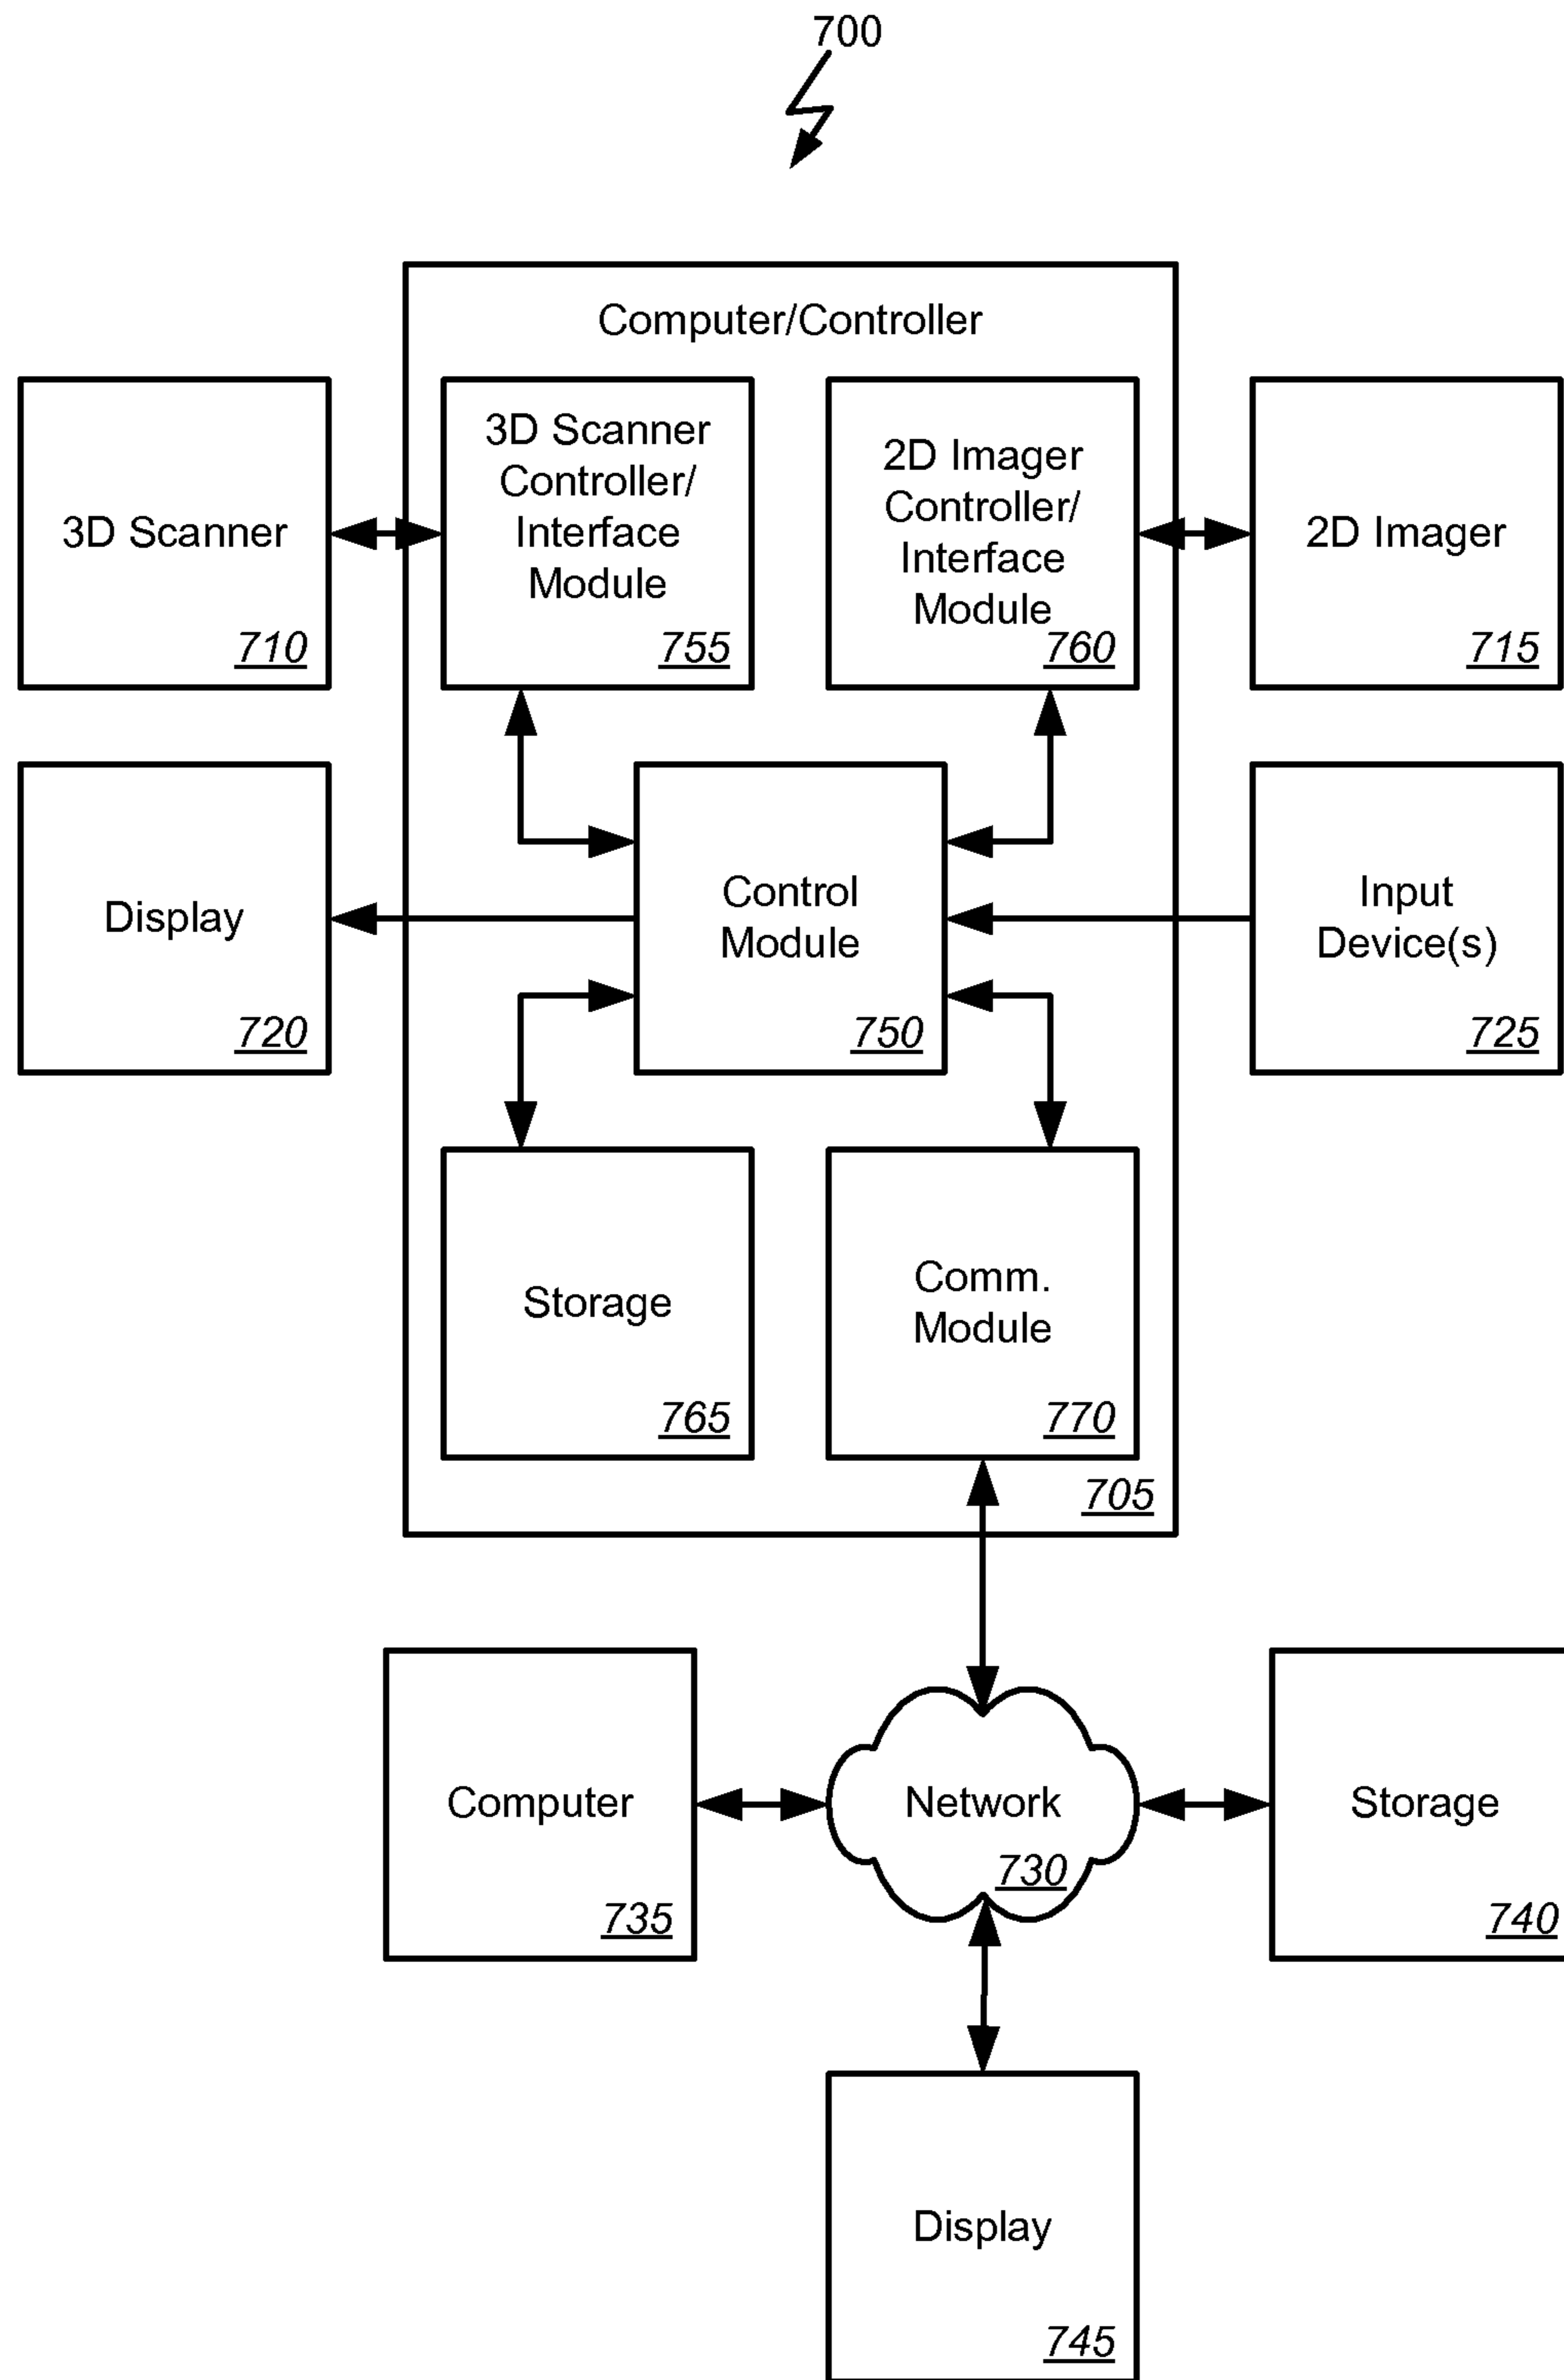 700
Computer/Controller
3D Scanner
710
3D Scanner
Controller/
Interface
Module
755
2D Imager
Controller/
Interface
Module
760
2D Imager
715
Display
720
Control
Module
750
Input
Device(s)
725
Storage
765
Comm.
Module
770
705
Computer
735
Network
730
Storage
740
Display
745